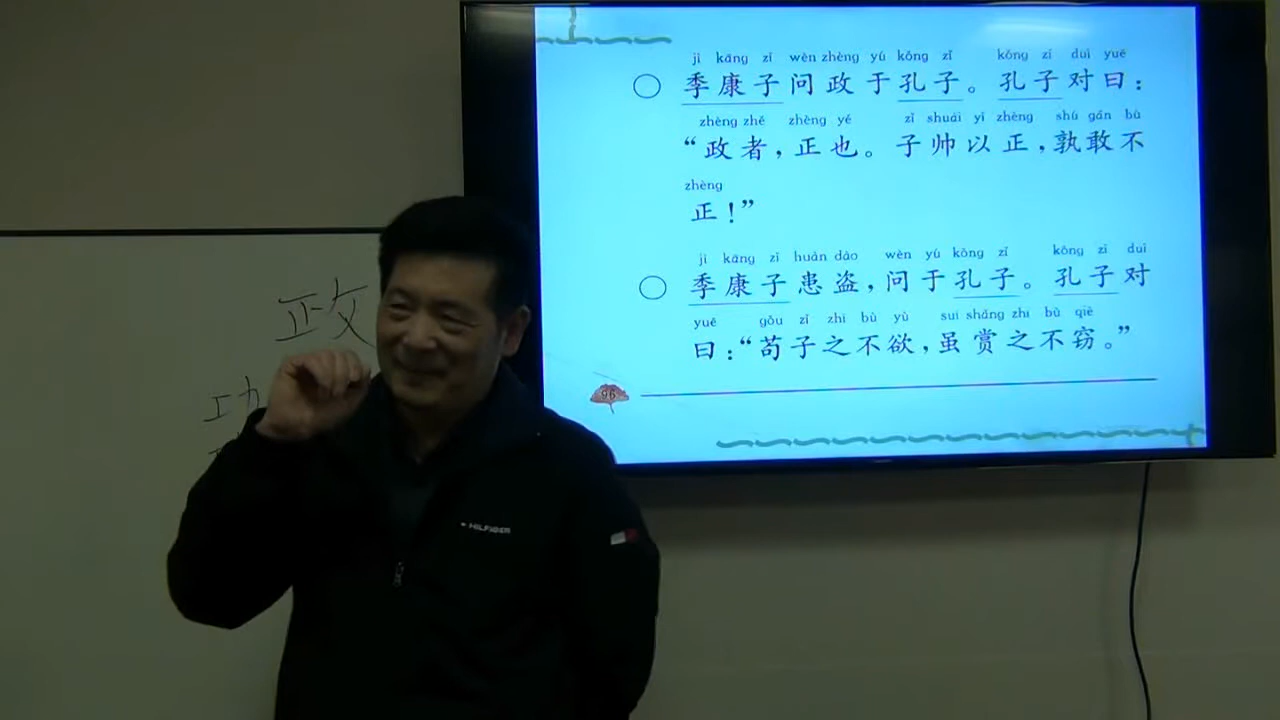 jì kāng zǐ wèn zhèng yú kǒng zǐ kǒng zǐ duì yuē
季康子问政于孔子。孔子对曰：
zhèng zhě zhèng yě zǐ shuài yǐ zhèng shú gǎn bù
“政者，正也。子帅以正，孰敢不
zhèng
正！”
jì kāng zǐ huàn dào wèn yú kǒng zǐ kǒng zǐ duì
季康子患盗，问于孔子。孔子对
yuē gǒu zǐ zhī bù yù suī shǎng zhī bù qiè
曰：“苟子之不欲，虽赏之不窃。”
96
政
功
HILFIGER